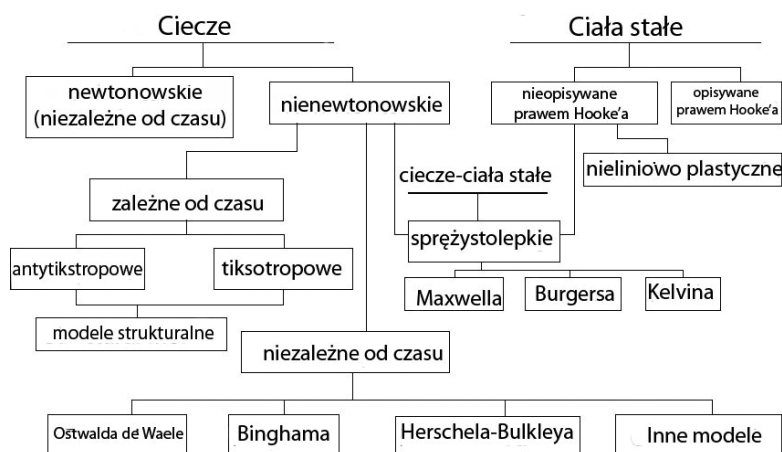 Ciecze
Ciała stałe
newtonowskie
(niezależne od czasu)
nienewtonowskie
nieopisywane
prawem Hooke'a
opisywane
prawem Hooke'a
nieliniowo plastyczne
ciecze-ciała stałe
zależne od czasu
sprężystolepkie
antytikstropowe
tiksotropowe
Maxwella
Burgersa
Kelvina
modele strukturalne
niezależne od czasu
Ostwalda de Waele
Binghama
Herschela-Bulkleya
Inne modele